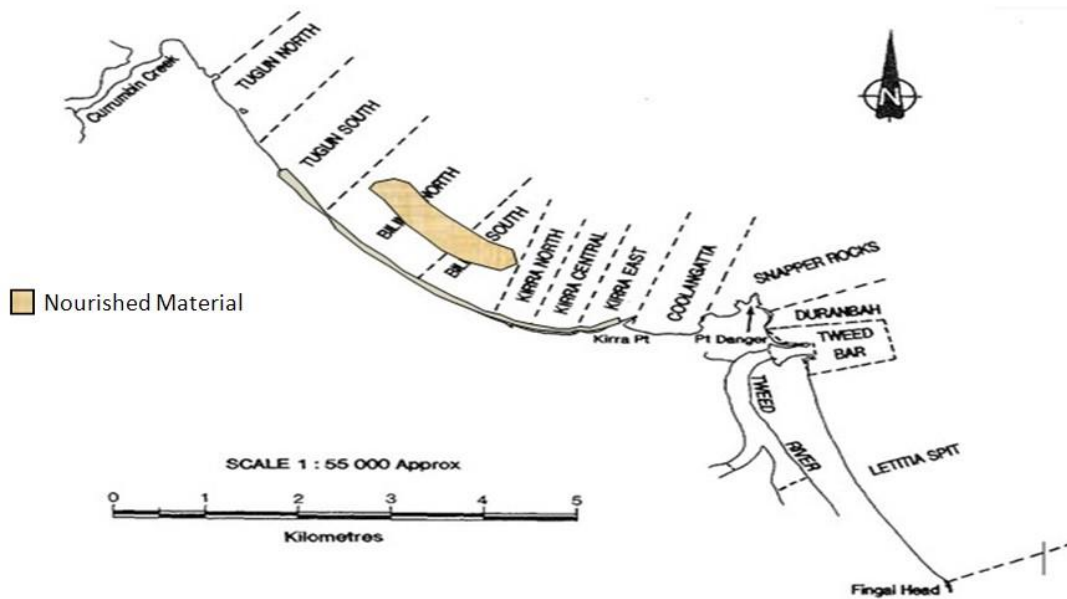 Currumbin Creek
TUGUN NORTH
TUGUN SOUTH
NORTH
SOUTH
KIRRA NORTH
KIRRA CENTRAL
KIRRA EAST
COOLANGATTA
SNAPPER ROCKS
DURANBAH
TWEED
BAR
Kirra Pt
Pt Danger
N
Nourished Material
TWEED
RIVER
LETITIA SPIT
SCALE 1 : 55 000 Approx
0 1 2 3 4 5
Kilometres
Fingal Head